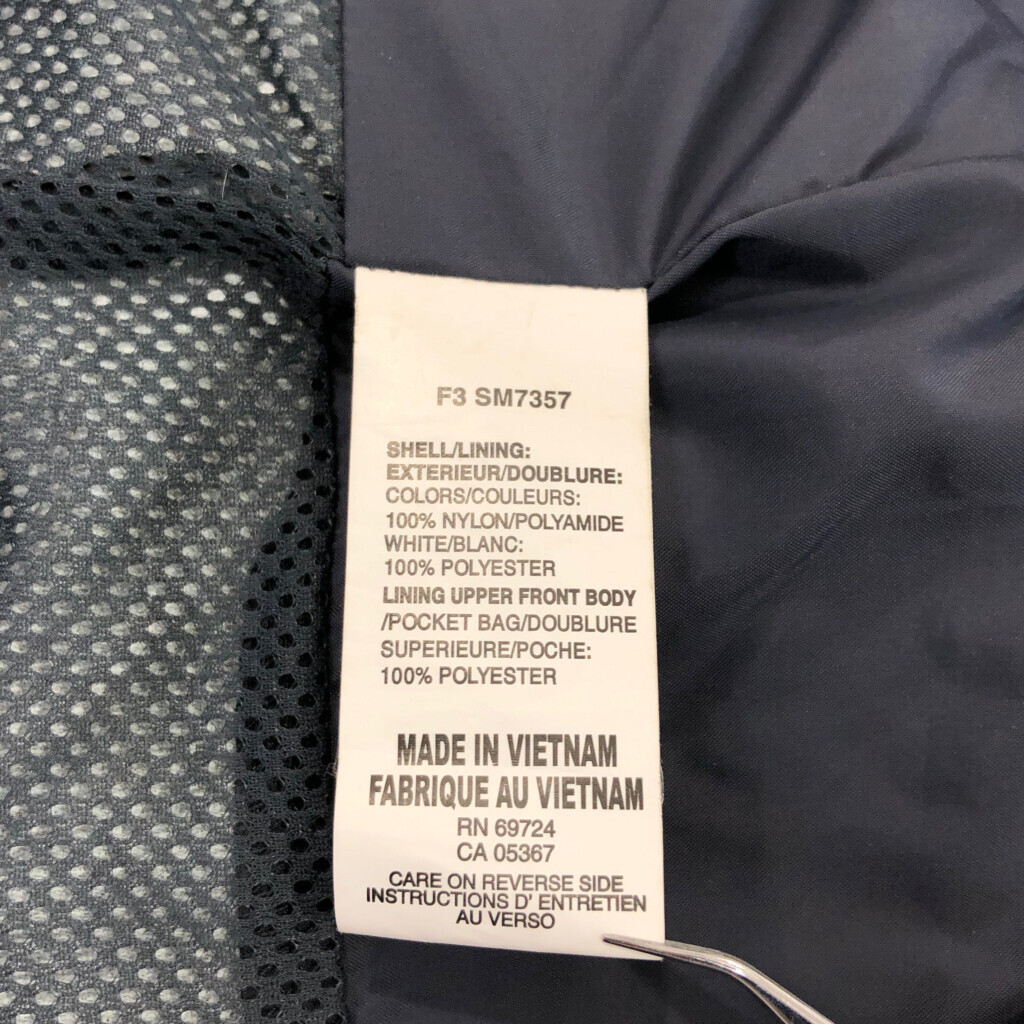 F3 SM7357
SHELL/LINING:
EXTERIEUR/DOUBLURE:
COLORS/COULEURS:
100% NYLON/POLYAMIDE
WHITE/BLANC:
100% POLYESTER
LINING UPPER FRONT BODY
/POCKET BAG/DOUBLURE
SUPERIEURE/POCHE:
100% POLYESTER
MADE IN VIETNAM
FABRIQUE AU VIETNAM
RN 69724
CA 05367
CARE ON REVERSE SIDE
INSTRUCTIONS D' ENTRETIEN
AU VERSO